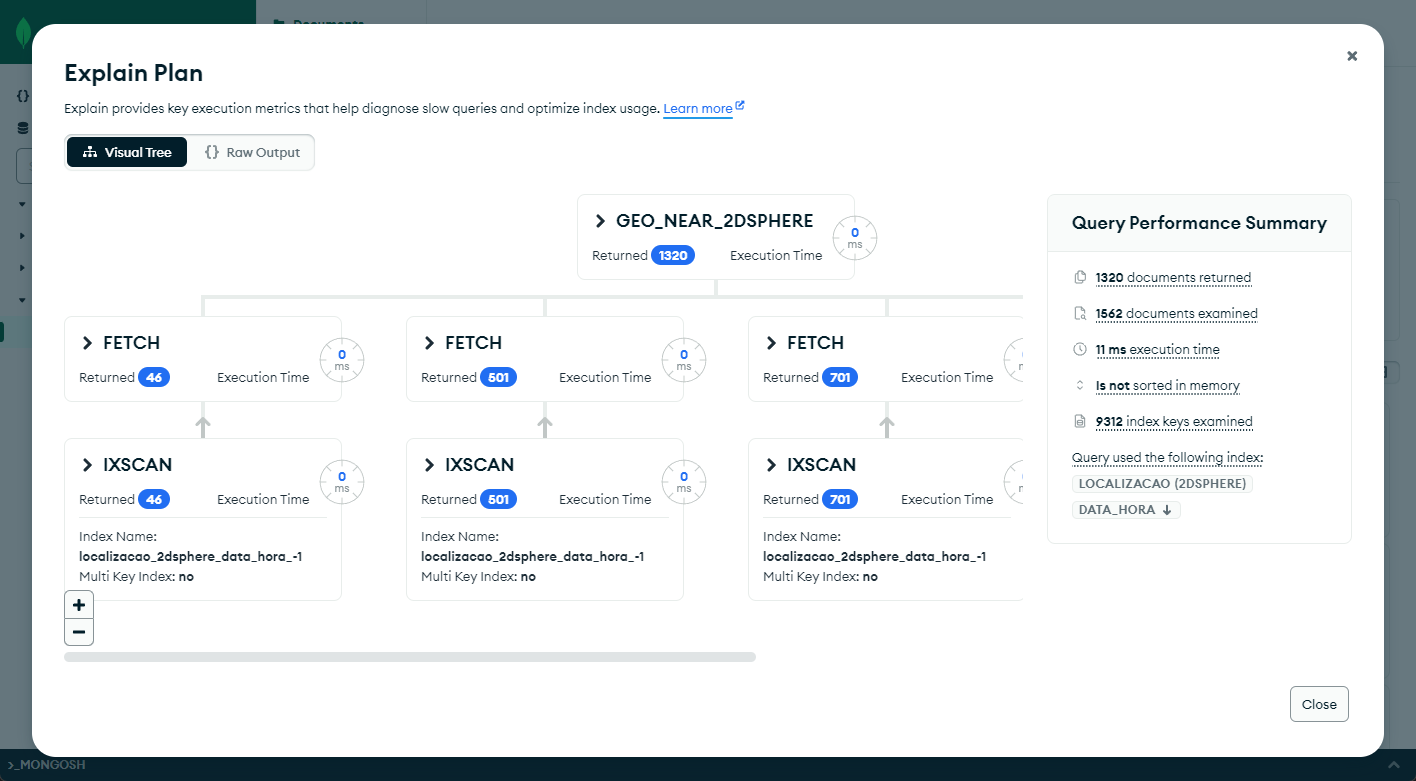 Documents
Explain Plan
Explain provides key execution metrics that help diagnose slow queries and optimize index usage. Learn more
Visual Tree
{} Raw Output
GEO_NEAR_2DSPHERE
Returned 1320 Execution Time 0 ms
FETCH
Returned 46 Execution Time 0 ms
FETCH
Returned 501 Execution Time 0 ms
FETCH
Returned 701 Execution Time
IXSCAN
Returned 46 Execution Time 0 ms
Index Name:
localizacao_2dsphere_data_hora_-1
Multi Key Index: no
IXSCAN
Returned 501 Execution Time 0 ms
Index Name:
localizacao_2dsphere_data_hora_-1
Multi Key Index: no
IXSCAN
Returned 701 Execution Time
Index Name:
localizacao_2dsphere_data_hora_-1
Multi Key Index: no
Query Performance Summary
1320 documents returned
1562 documents examined
11 ms execution time
Is not sorted in memory
9312 index keys examined
Query used the following index:
LOCALIZACAO (2DSPHERE)
DATA_HORA ↓
Close
>_MONGOSH